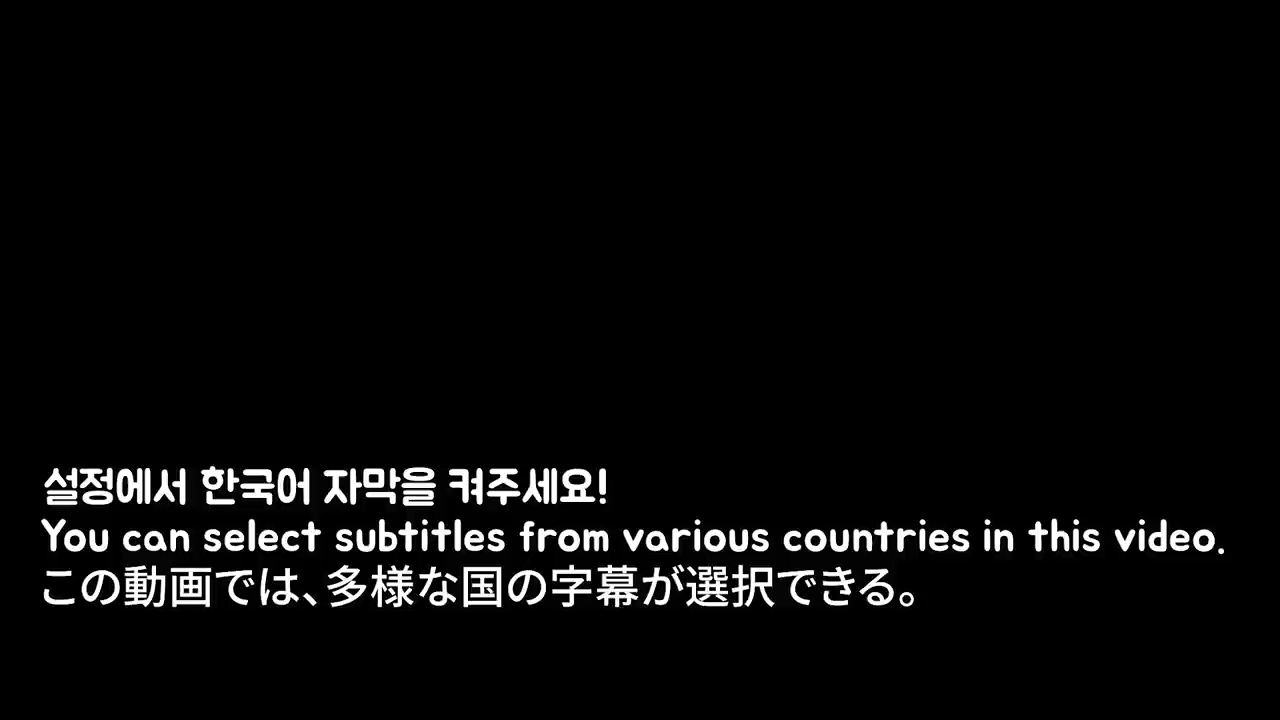 설정에서 한국어 자막을 켜주세요!
You can select subtitles from various countries in this video.
この動画では、多様な国の字幕が選択できる。